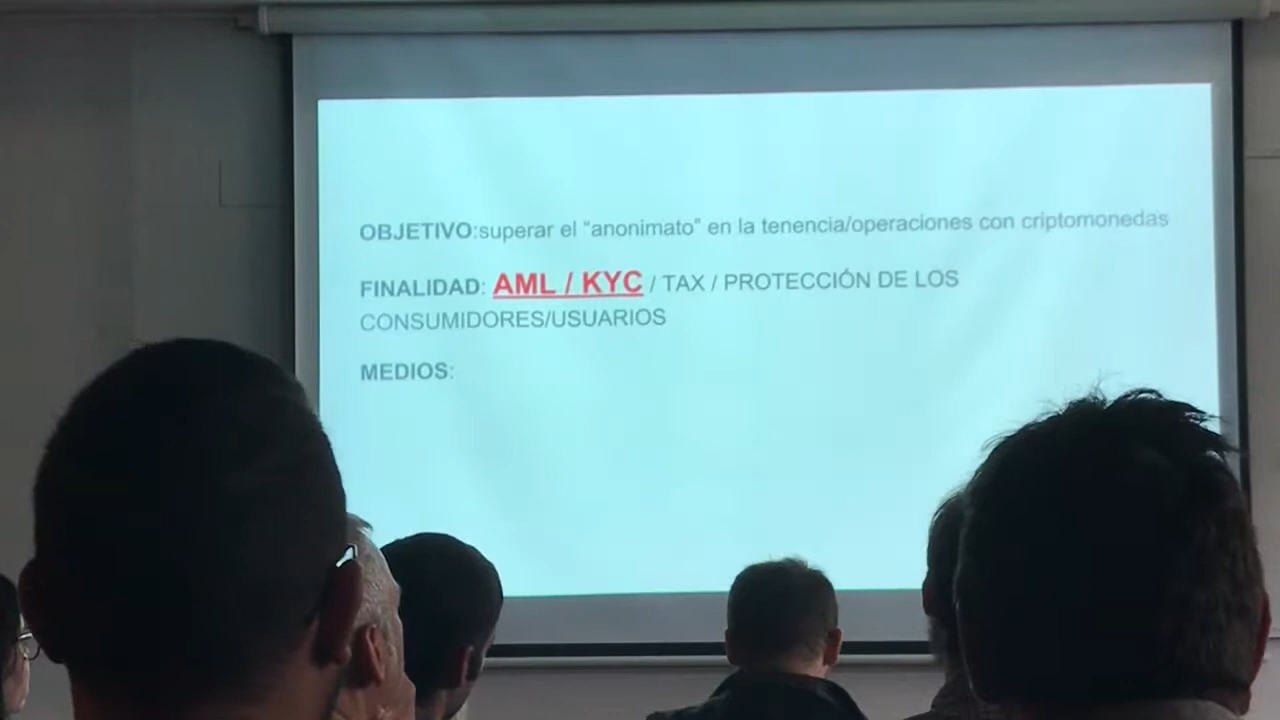 OBJETIVO:superar el “anonimato” en la tenencia/operaciones con criptomonedas
FINALIDAD: AML / KYC / TAX / PROTECCIÓN DE LOS
CONSUMIDORES/USUARIOS
MEDIOS: